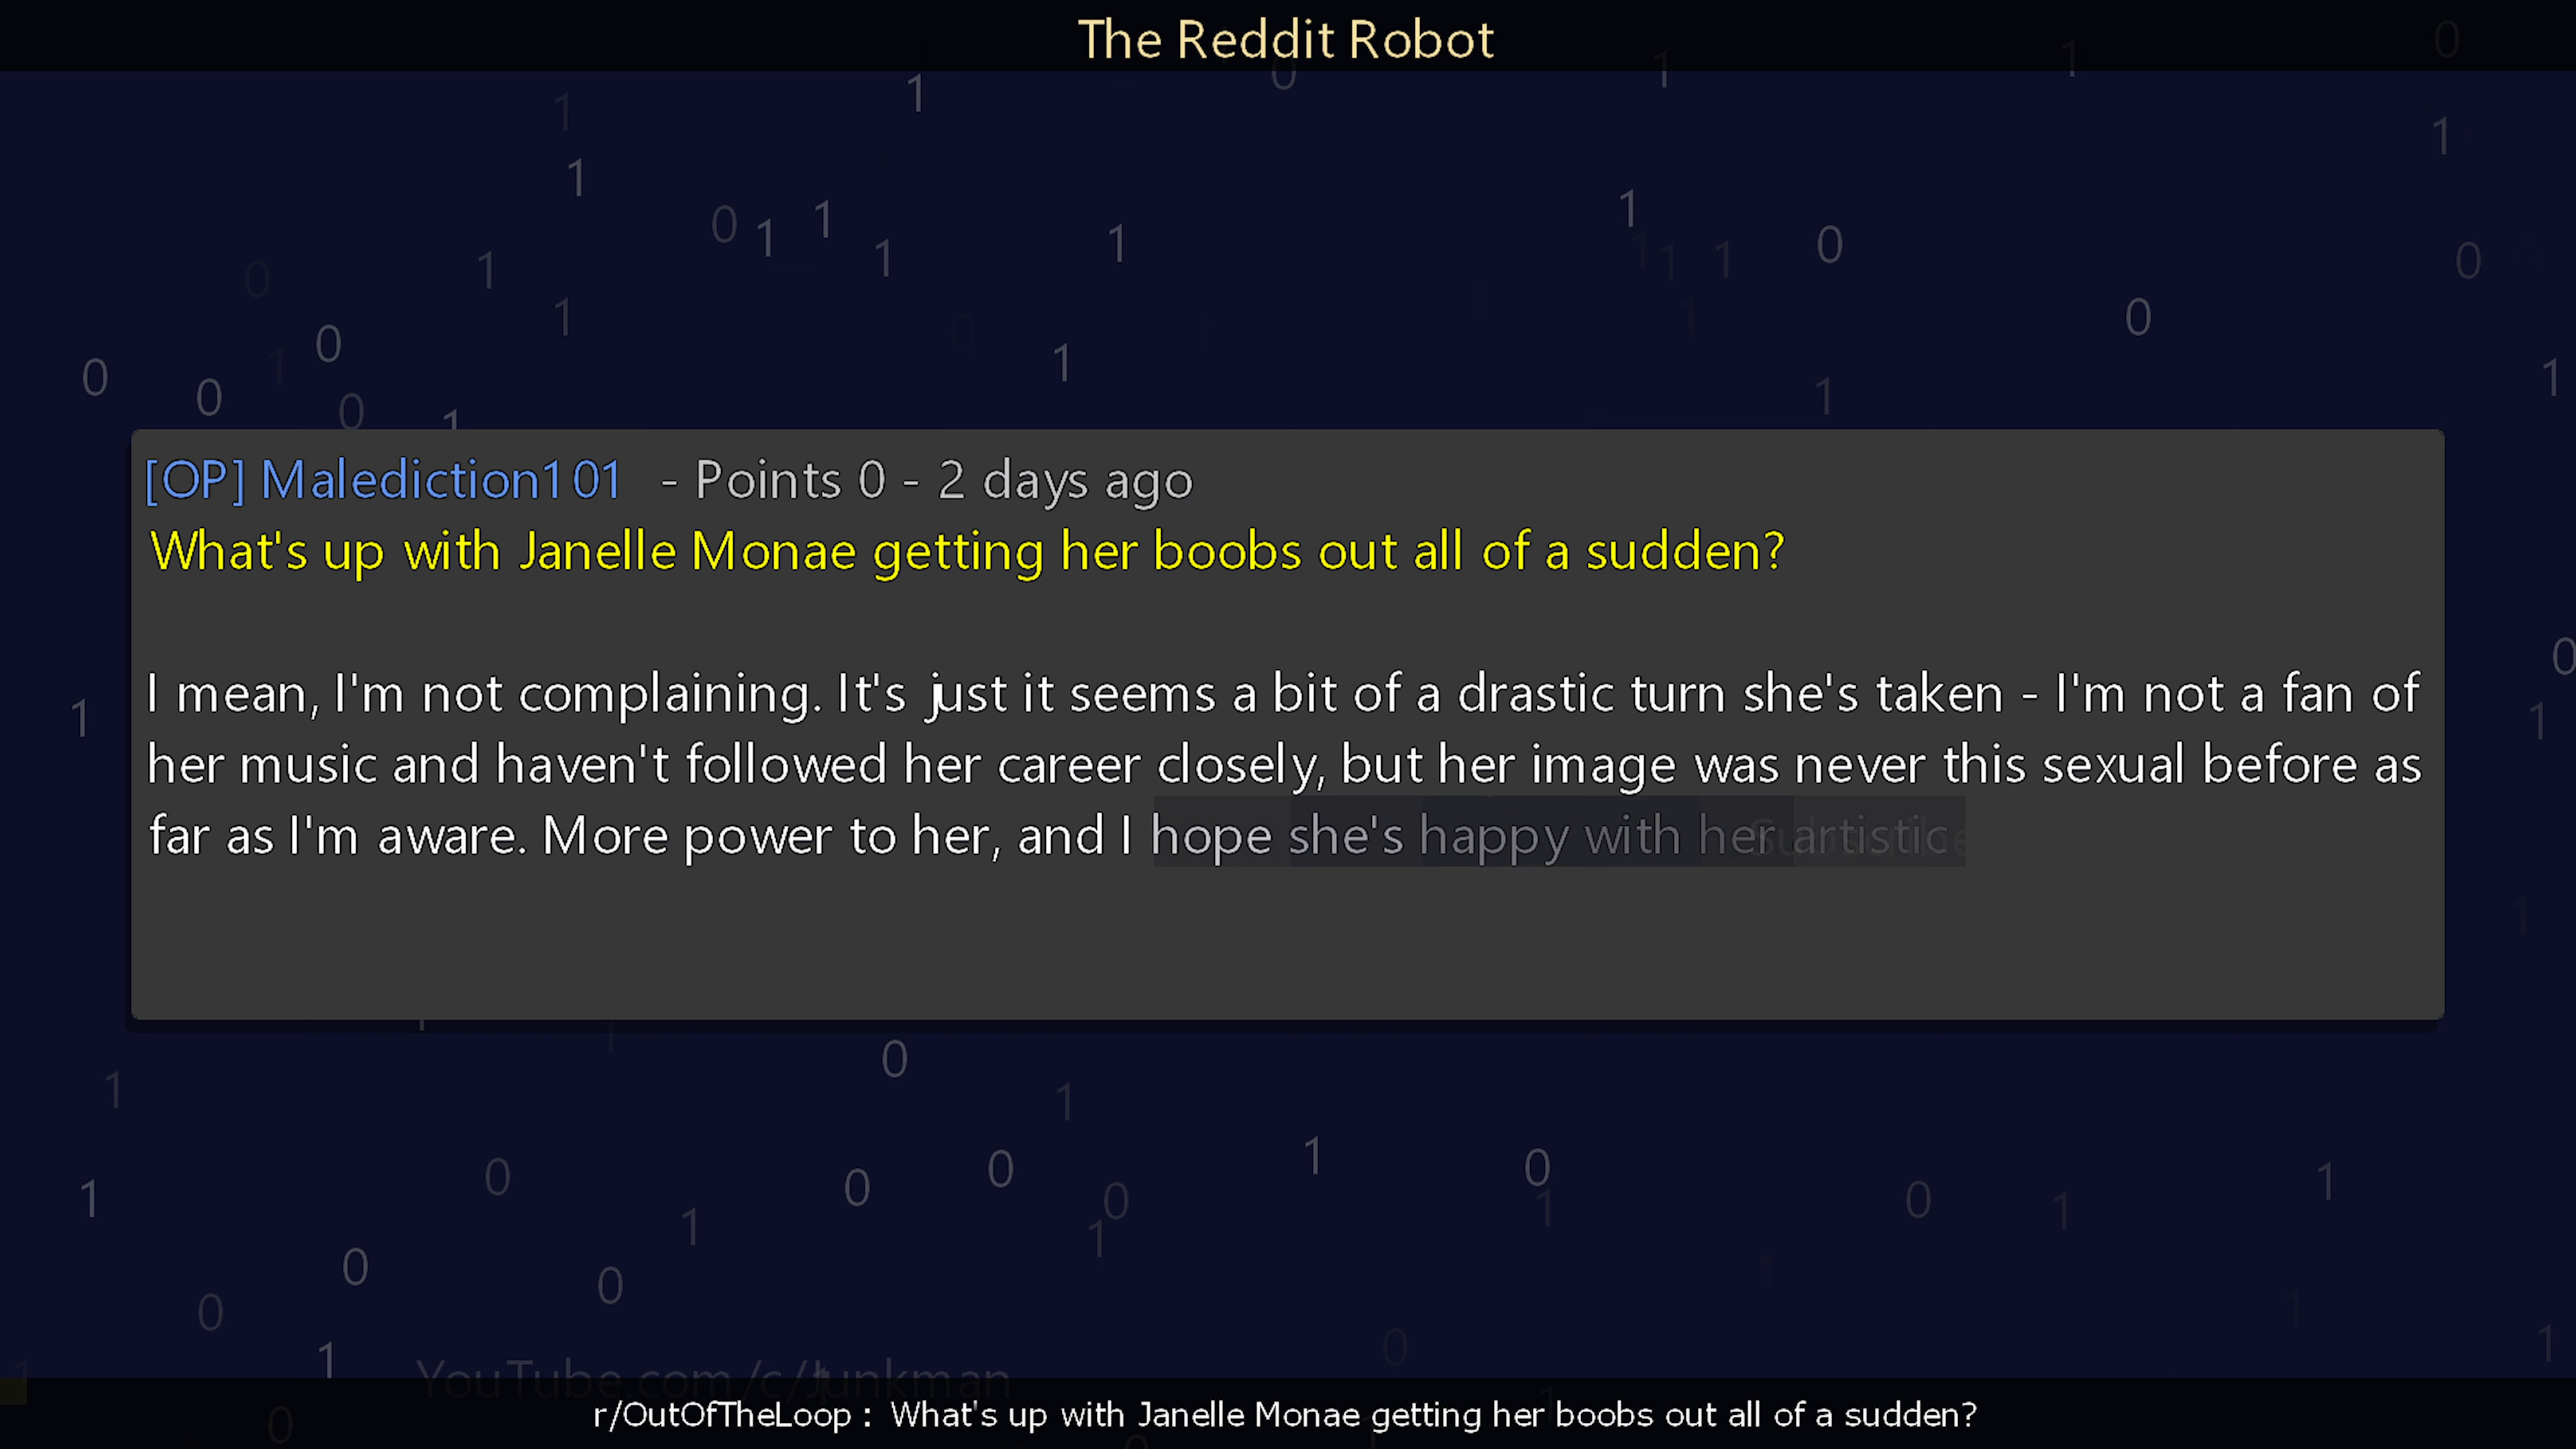 The Reddit Robot
[OP] Malediction101 - Points 0 - 2 days ago
What's up with Janelle Monae getting her boobs out all of a sudden?
I mean, I'm not complaining. It's just it seems a bit of a drastic turn she's taken - I'm not a fan of
her music and haven't followed her career closely, but her image was never this sexual before as
far as I'm aware. More power to her, and I hope she's happy with her artistic
YouTube.com/c/Junkman
r/OutOfTheLoop : What's up with Janelle Monae getting her boobs out all of a sudden?